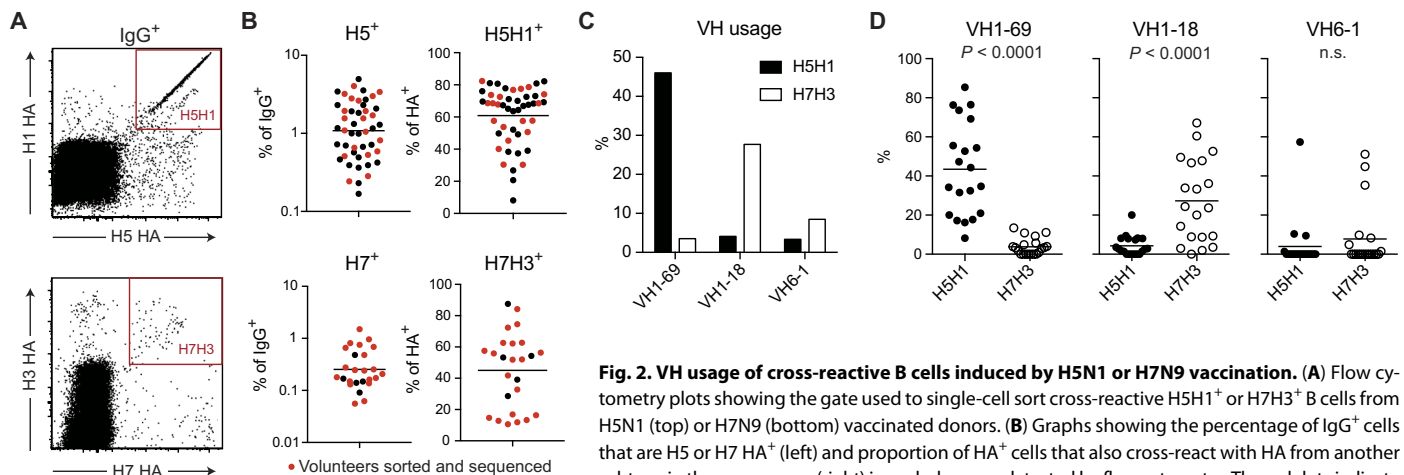 A
IgG+
H1 HA
H5H1
H5 HA
H3 HA
H7H3
H7 HA
B
H5+
% of IgG+
10
1
0.1
H5H1+
% of HA+
100
80
60
40
20
0
H7+
% of IgG+
10
1
0.1
0.01
H7H3+
% of HA+
100
80
60
40
20
0
Volunteers sorted and sequenced
C
VH usage
%
50
40
30
20
10
0
H5H1
H7H3
VH1-69
VH1-18
VH6-1
D
VH1-69
P < 0.0001
VH1-18
P < 0.0001
VH6-1
n.s.
%
100
80
60
40
20
0
H5H1
H7H3
H5H1
H7H3
H5H1
H7H3
Fig. 2. VH usage of cross-reactive B cells induced by H5N1 or H7N9 vaccination. (A) Flow cy-
tometry plots showing the gate used to single-cell sort cross-reactive H5H1+ or H7H3+ B cells from
H5N1 (top) or H7N9 (bottom) vaccinated donors. (B) Graphs showing the percentage of IgG+ cells
that are H5 or H7 HA+ (left) and proportion of HA+ cells that also cross-react with HA from another